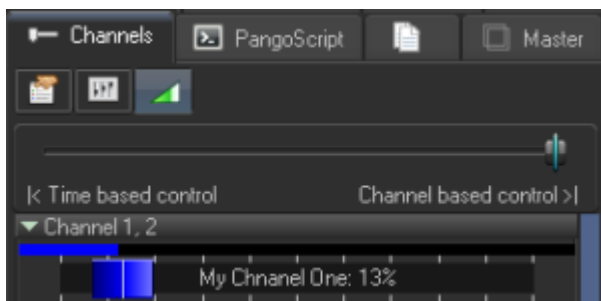 Channels PangoScript Master
|< Time based control Channel based control >|
Channel 1, 2
My Chnanel One: 13%